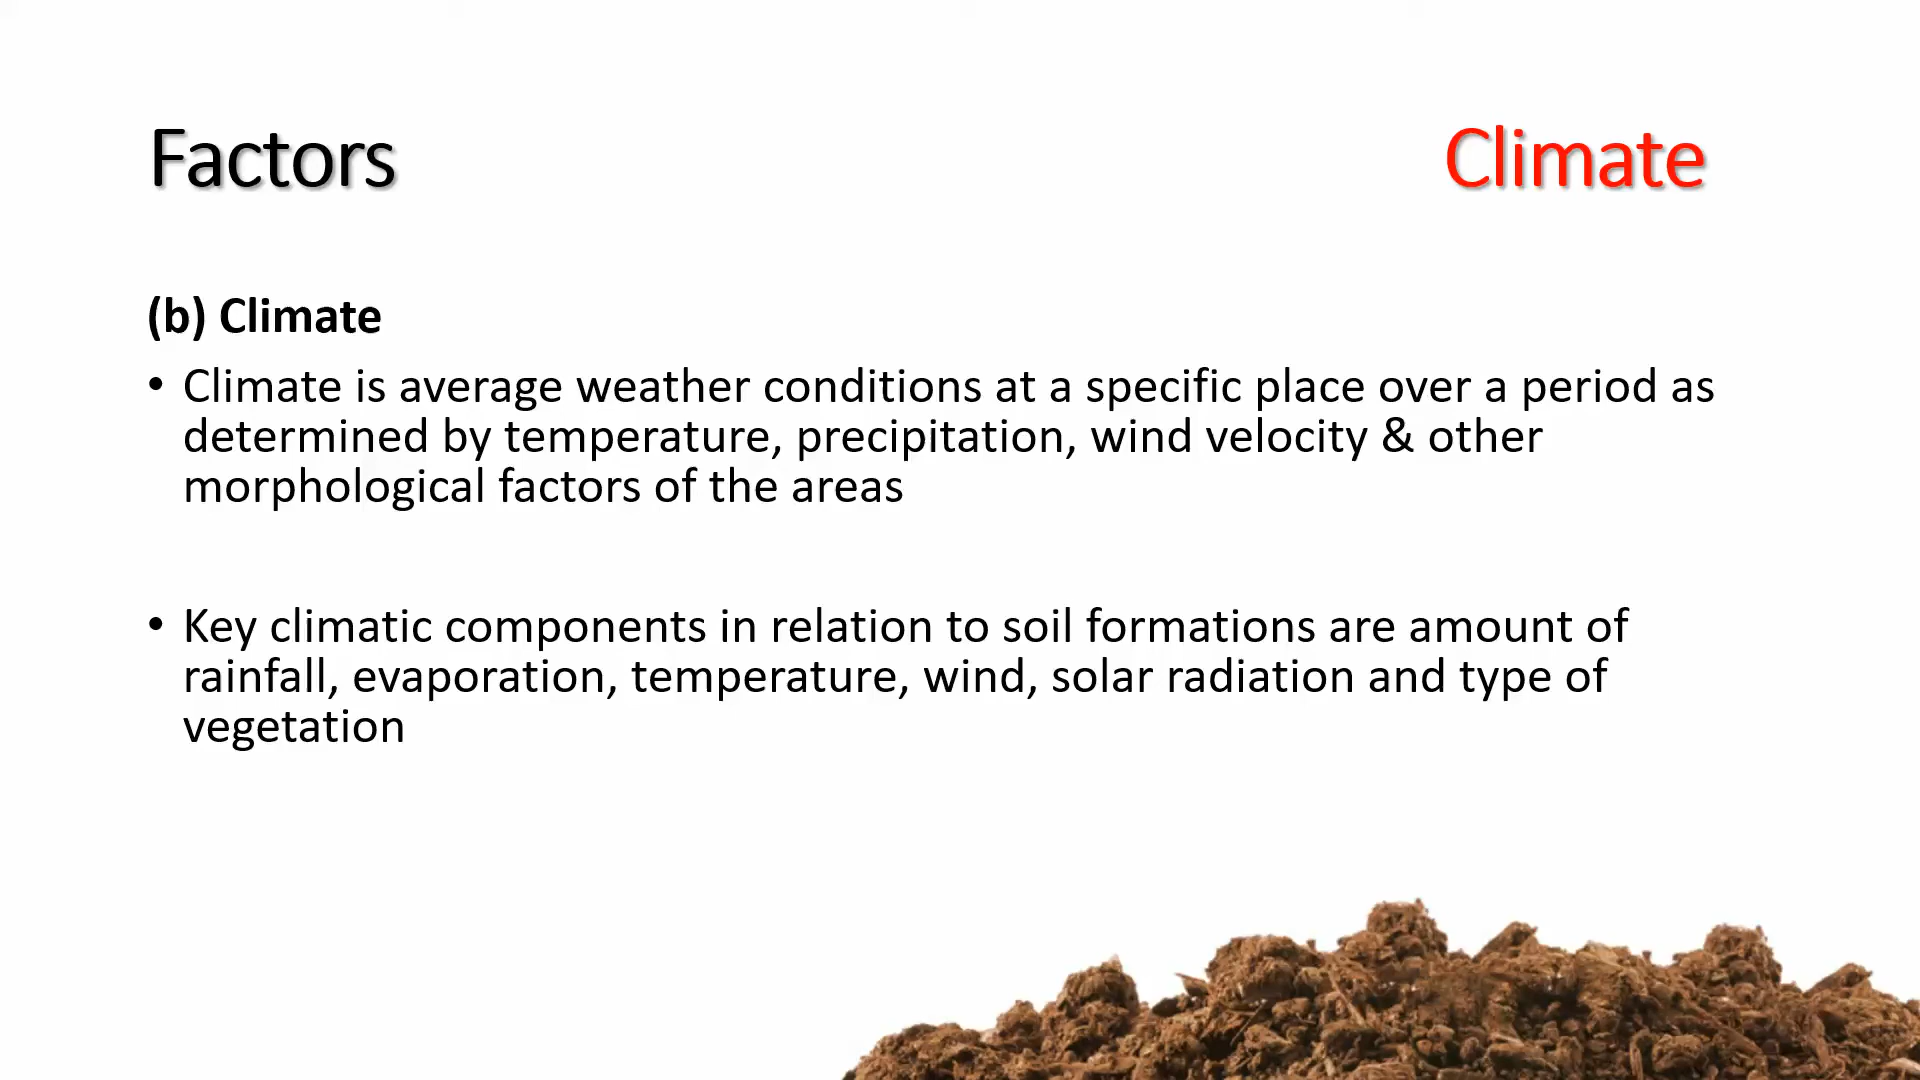 Factors
Climate
(b) Climate
• Climate is average weather conditions at a specific place over a period as
determined by temperature, precipitation, wind velocity & other
morphological factors of the areas
• Key climatic components in relation to soil formations are amount of
rainfall, evaporation, temperature, wind, solar radiation and type of
vegetation